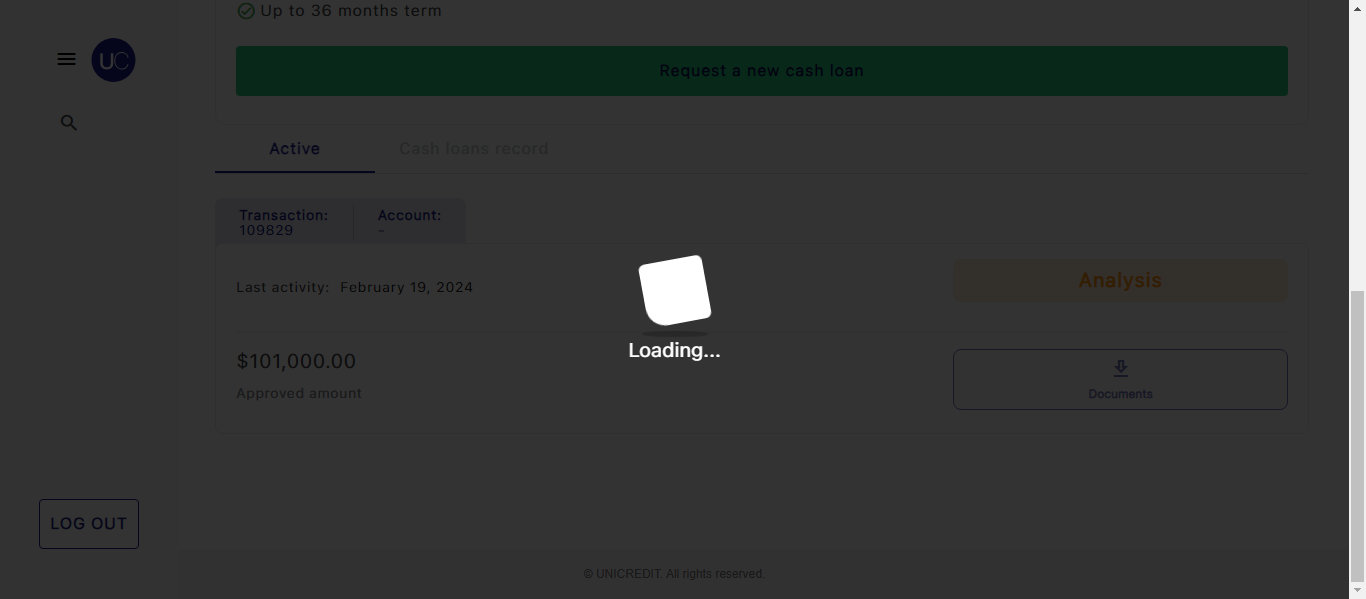 Up to 36 months term
UC
Request a new cash loan
Active
Cash loans record
Transaction:
109829
Account:
-
Last activity: February 19, 2024
Analysis
Loading...
$101,000.00
Approved amount
Documents
LOG OUT
© UNICREDIT. All rights reserved.